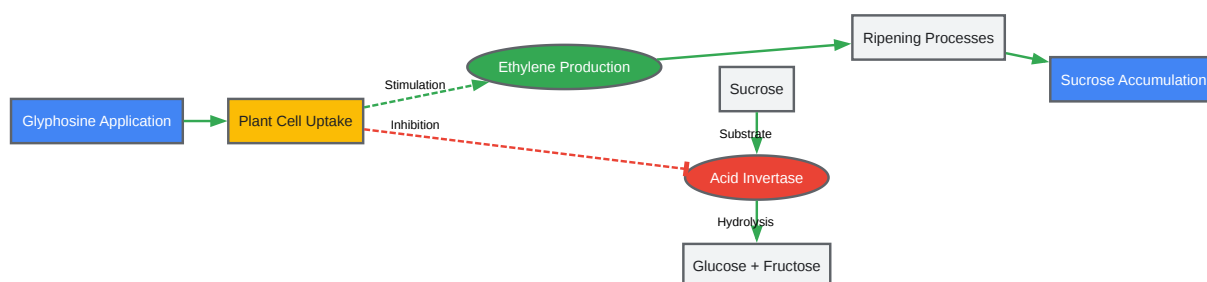 Glyphosine Application
Plant Cell Uptake
Stimulation
Inhibition
Ethylene Production
Sucrose
Substrate
Acid Invertase
Hydrolysis
Glucose + Fructose
Ripening Processes
Sucrose Accumulation